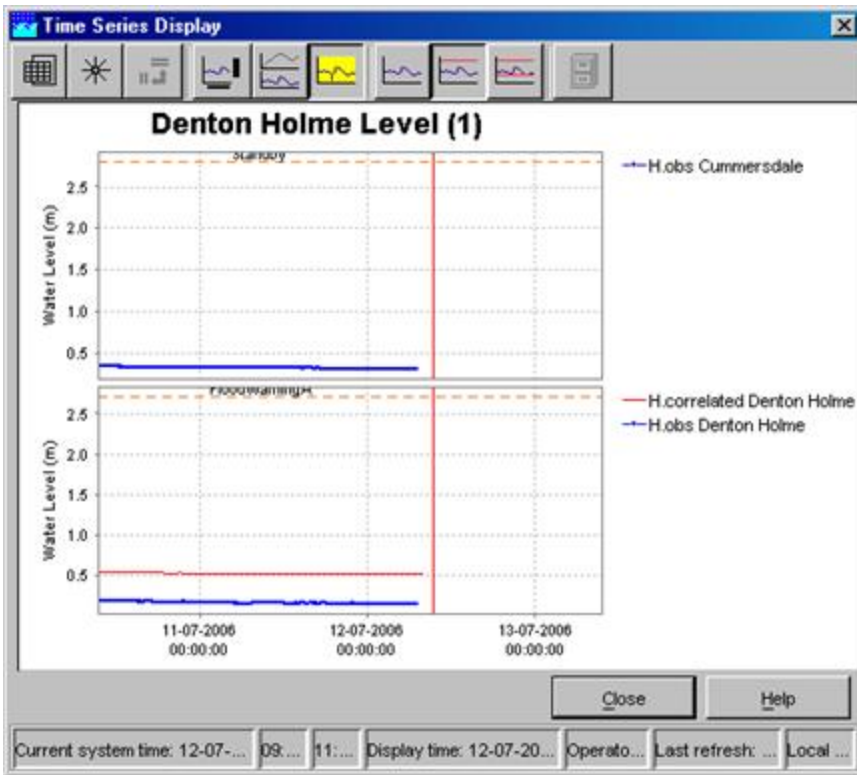 Time Series Display
Denton Holme Level (1)
Standby
H.obs Cummersdale
2.5
2.0
1.5
1.0
0.5
Water Level (m)
FloodWarningA
H.correlated Denton Holme
H.obs Denton Holme
2.5
2.0
1.5
1.0
0.5
Water Level (m)
11-07-2006 12-07-2006 13-07-2006
00:00:00 00:00:00 00:00:00
Close Help
Current system time: 12-07-... 09:... 11:... Display time: 12-07-20... Operato... Last refresh: ... Local ...